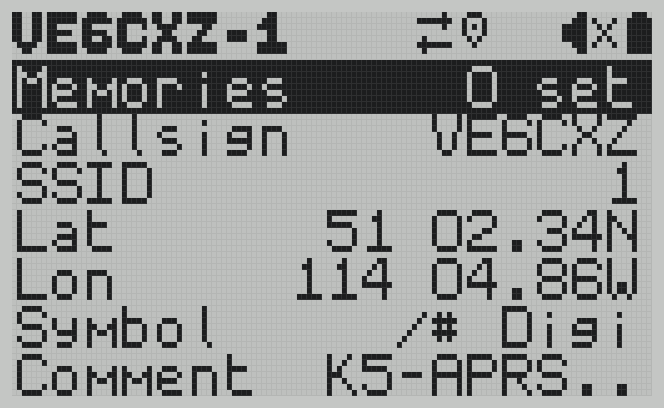 VE6CXZ-1
Memories 0 set
Callsign VE6CXZ
SSID 1
Lat 51 02.34N
Lon 114 04.86W
Symbol /# Digi
Comment K5-APRS..